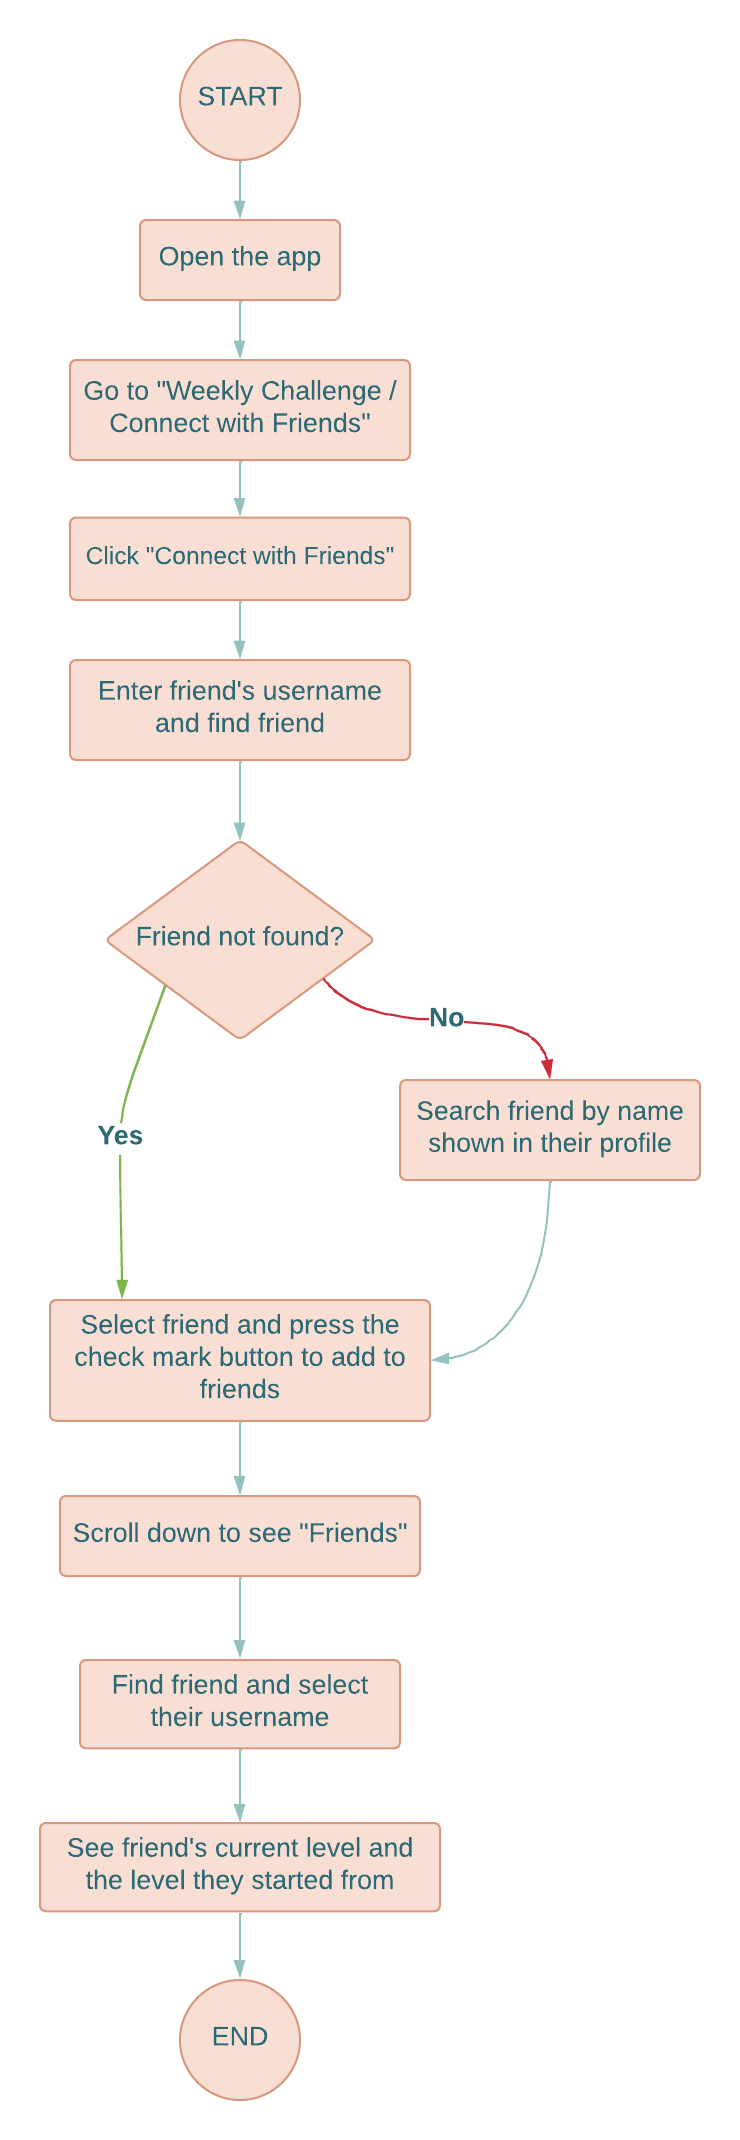 START
Open the app
Go to "Weekly Challenge /
Connect with Friends"
Click "Connect with Friends"
Enter friend's username
and find friend
Friend not found?
No
Search friend by name
shown in their profile
Yes
Select friend and press the
check mark button to add to
friends
Scroll down to see "Friends"
Find friend and select
their username
See friend's current level and
the level they started from
END